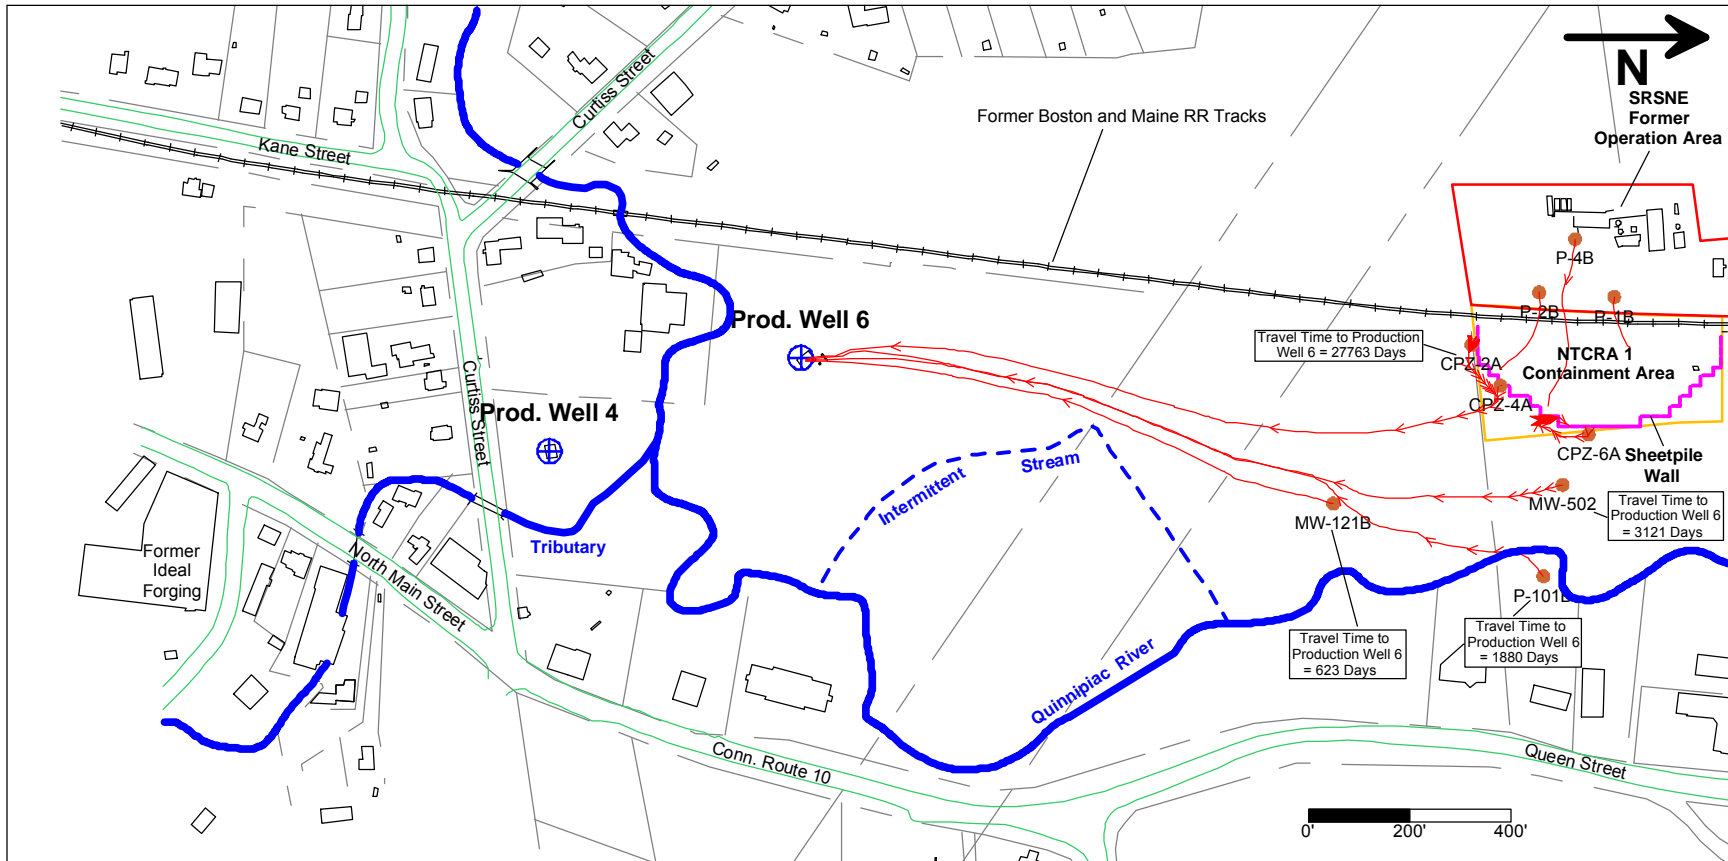 N
SRSNE
Former
Operation Area
Former Boston and Maine RR Tracks
Curtiss Street
Kane Street
P-4B
P-2B
P-1B
Prod. Well 6
Travel Time to Production
Well 6 = 27763 Days
CPZ-2A
NTCRA 1
Containment Area
CPZ-4A
Prod. Well 4
Curtiss Street
CPZ-6A
Sheetpile
Wall
Intermittent
Stream
MW-502
Travel Time to
Production Well 6
= 3121 Days
MW-121B
Former
Ideal
Forging
Tributary
North Main Street
P-101B
Travel Time to
Production Well 6
= 623 Days
Travel Time to
Production Well 6
= 1880 Days
Quinnipiac River
Conn. Route 10
Queen Street
0'
200'
400'